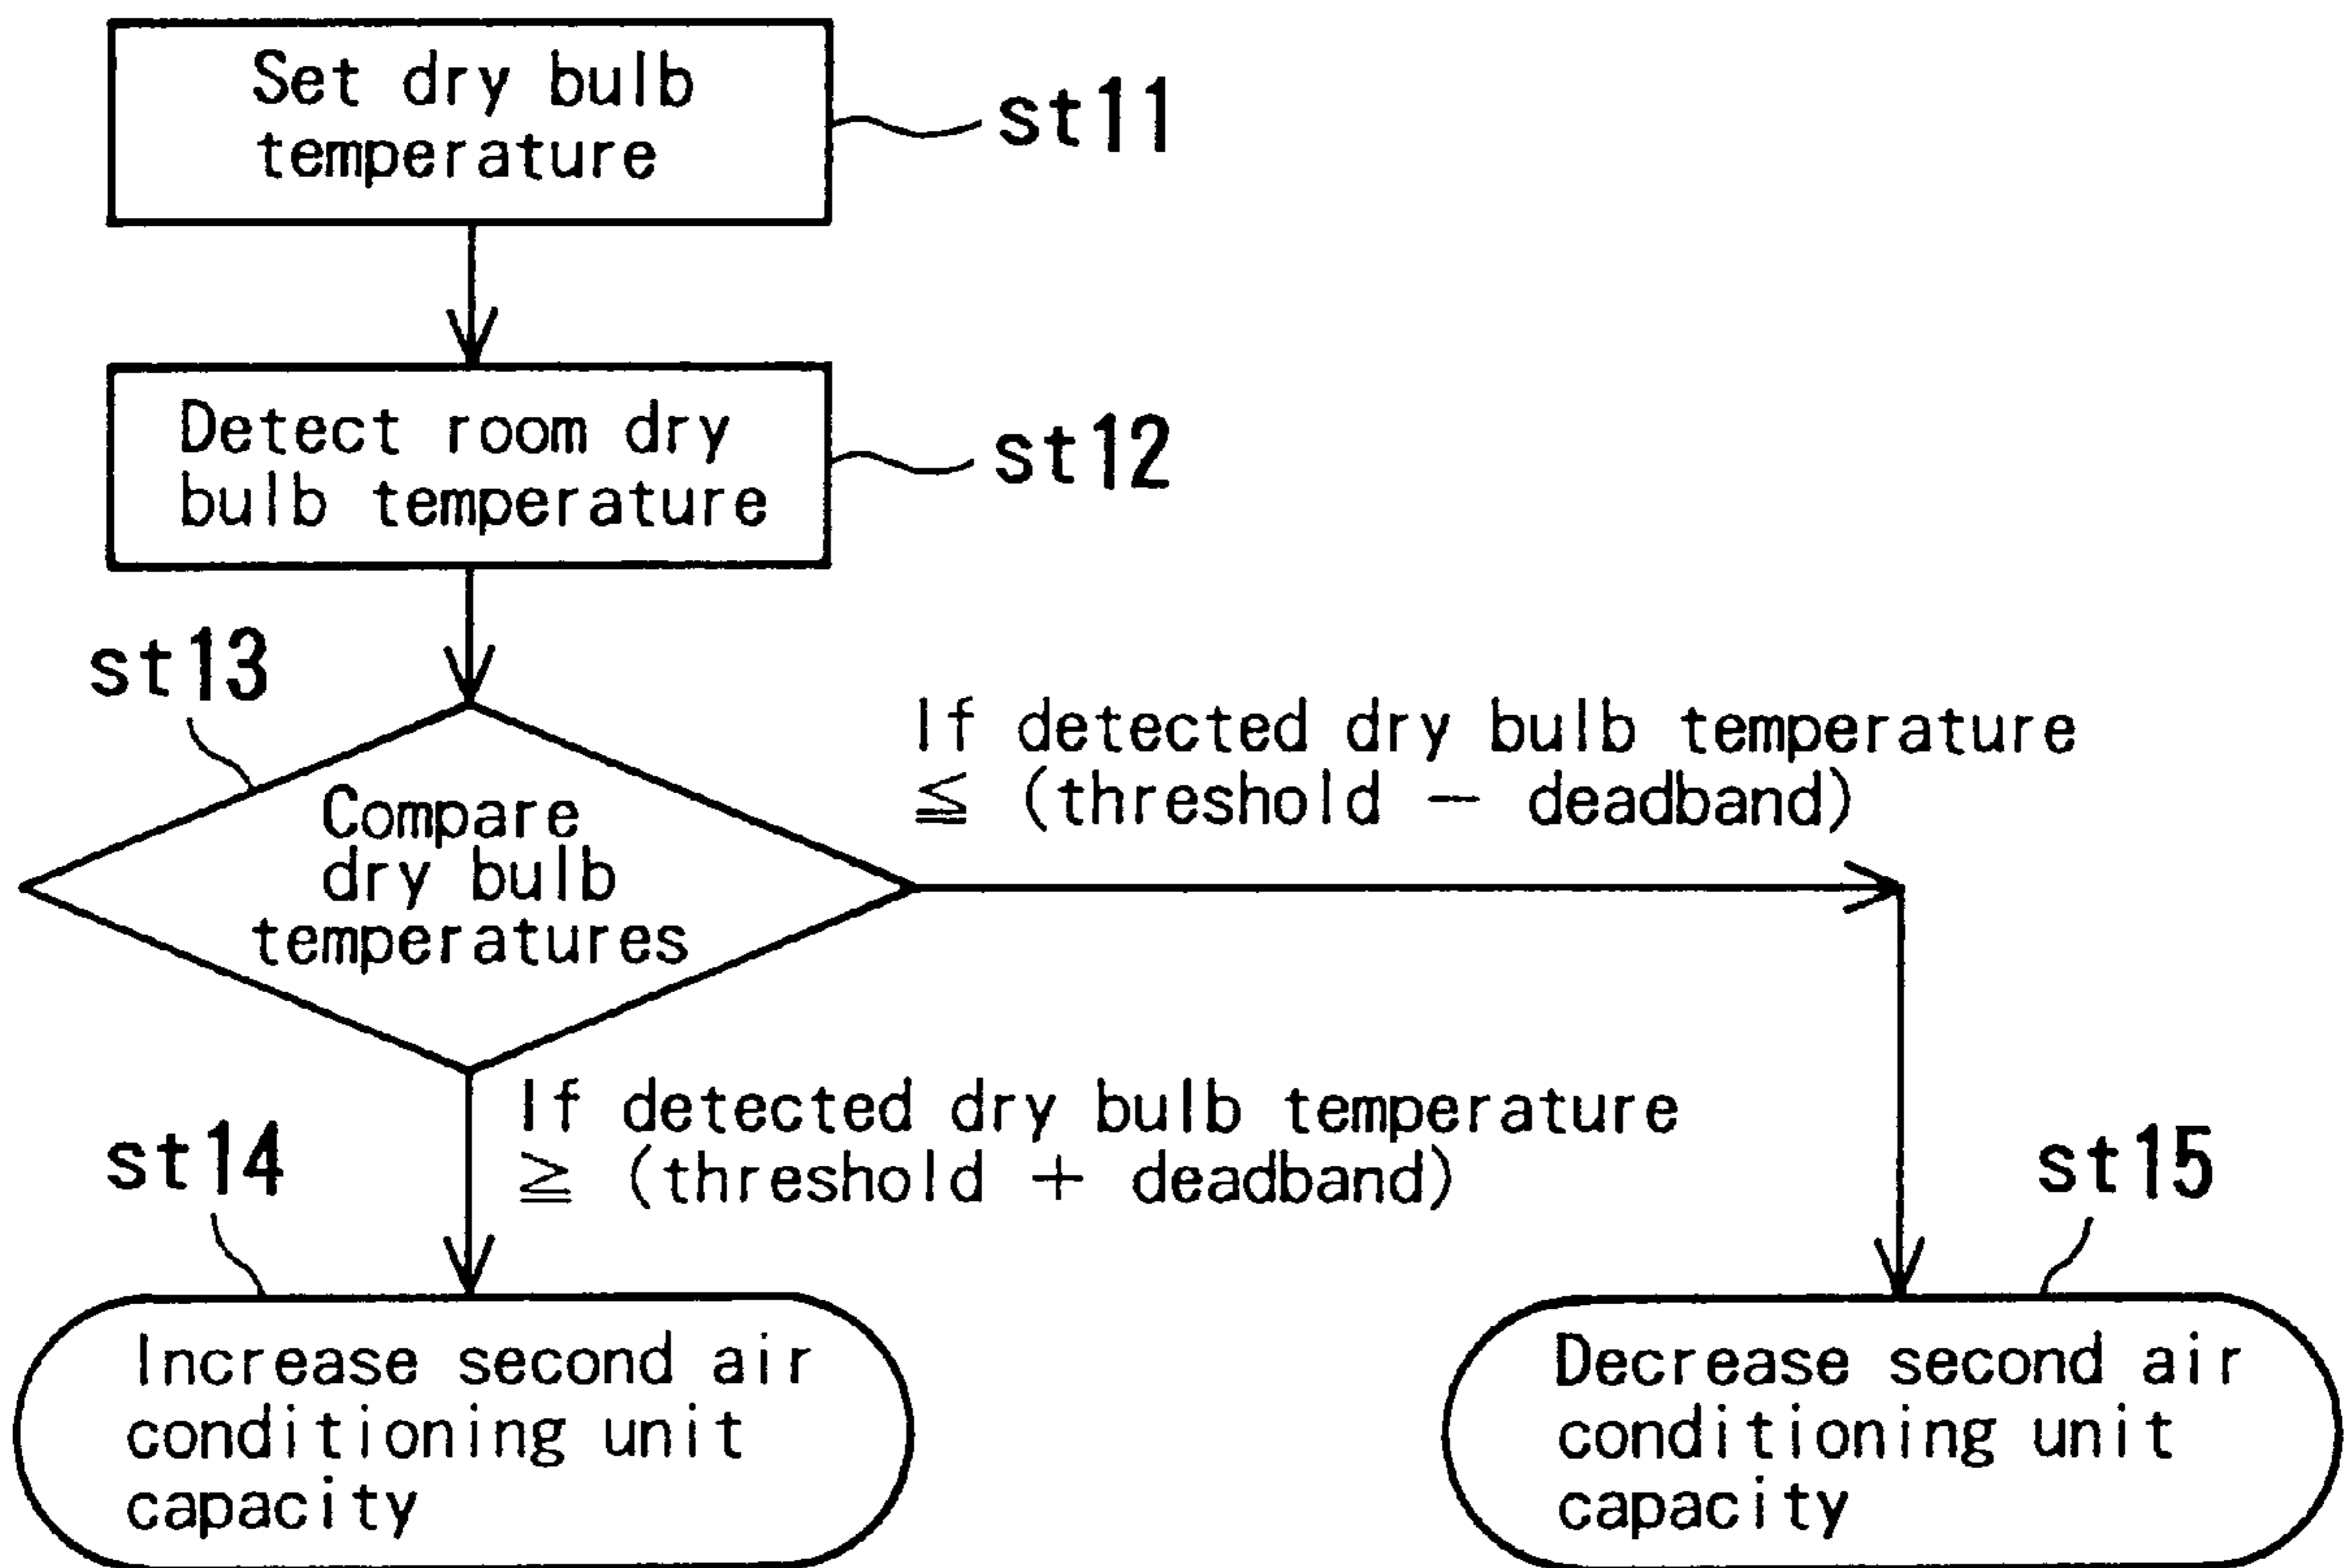 Set dry bulb
temperature
st11
Detect room dry
bulb temperature
st12
st13
Compare
dry bulb
temperatures
If detected dry bulb temperature
≦ (threshold − deadband)
If detected dry bulb temperature
≧ (threshold + deadband)
st14
st15
Increase second air
conditioning unit
capacity
Decrease second air
conditioning unit
capacity